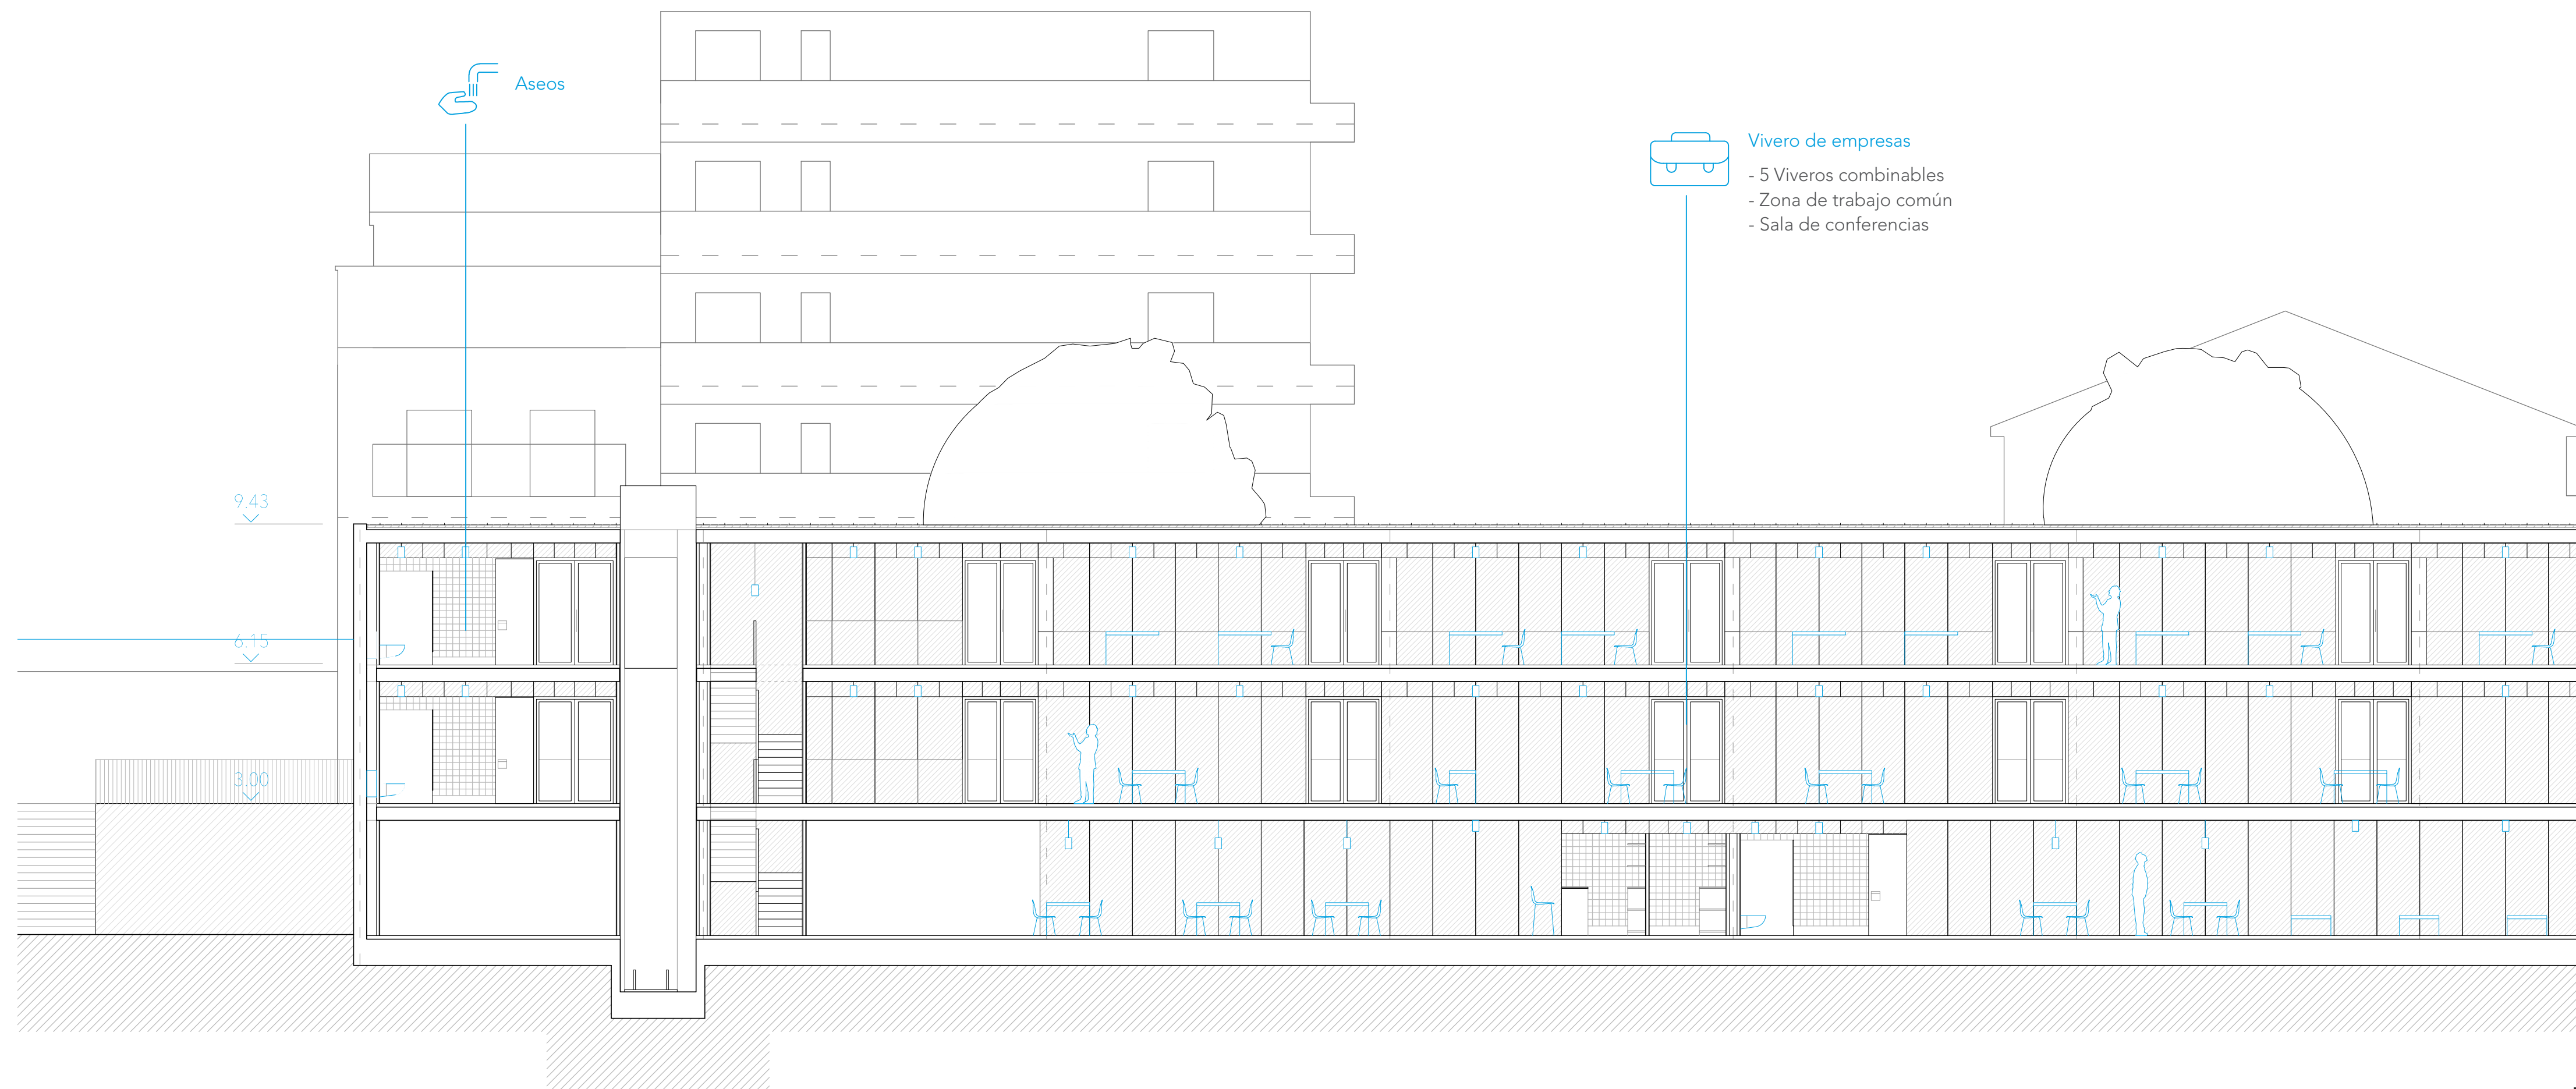 Aseos
Vivero de empresas
- 5 Viveros combinables
- Zona de trabajo común
- Sala de conferencias
9.43
6.15
3.00